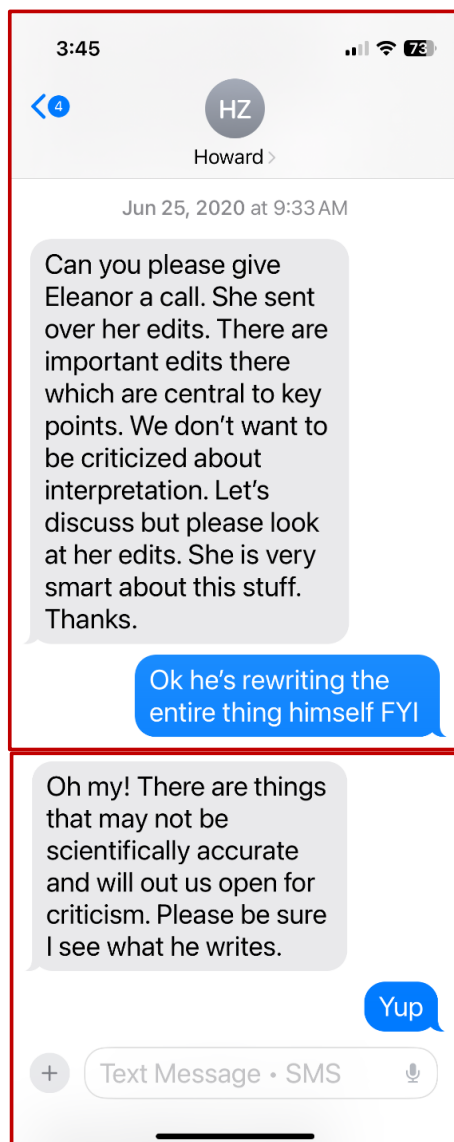 3:45
73
4
HZ
Howard
Jun 25, 2020 at 9:33 AM
Can you please give
Eleanor a call. She sent
over her edits. There are
important edits there
which are central to key
points. We don’t want to
be criticized about
interpretation. Let’s
discuss but please look
at her edits. She is very
smart about this stuff.
Thanks.
Ok he’s rewriting the
entire thing himself FYI
Oh my! There are things
that may not be
scientifically accurate
and will out us open for
criticism. Please be sure
I see what he writes.
Yup
Text Message • SMS